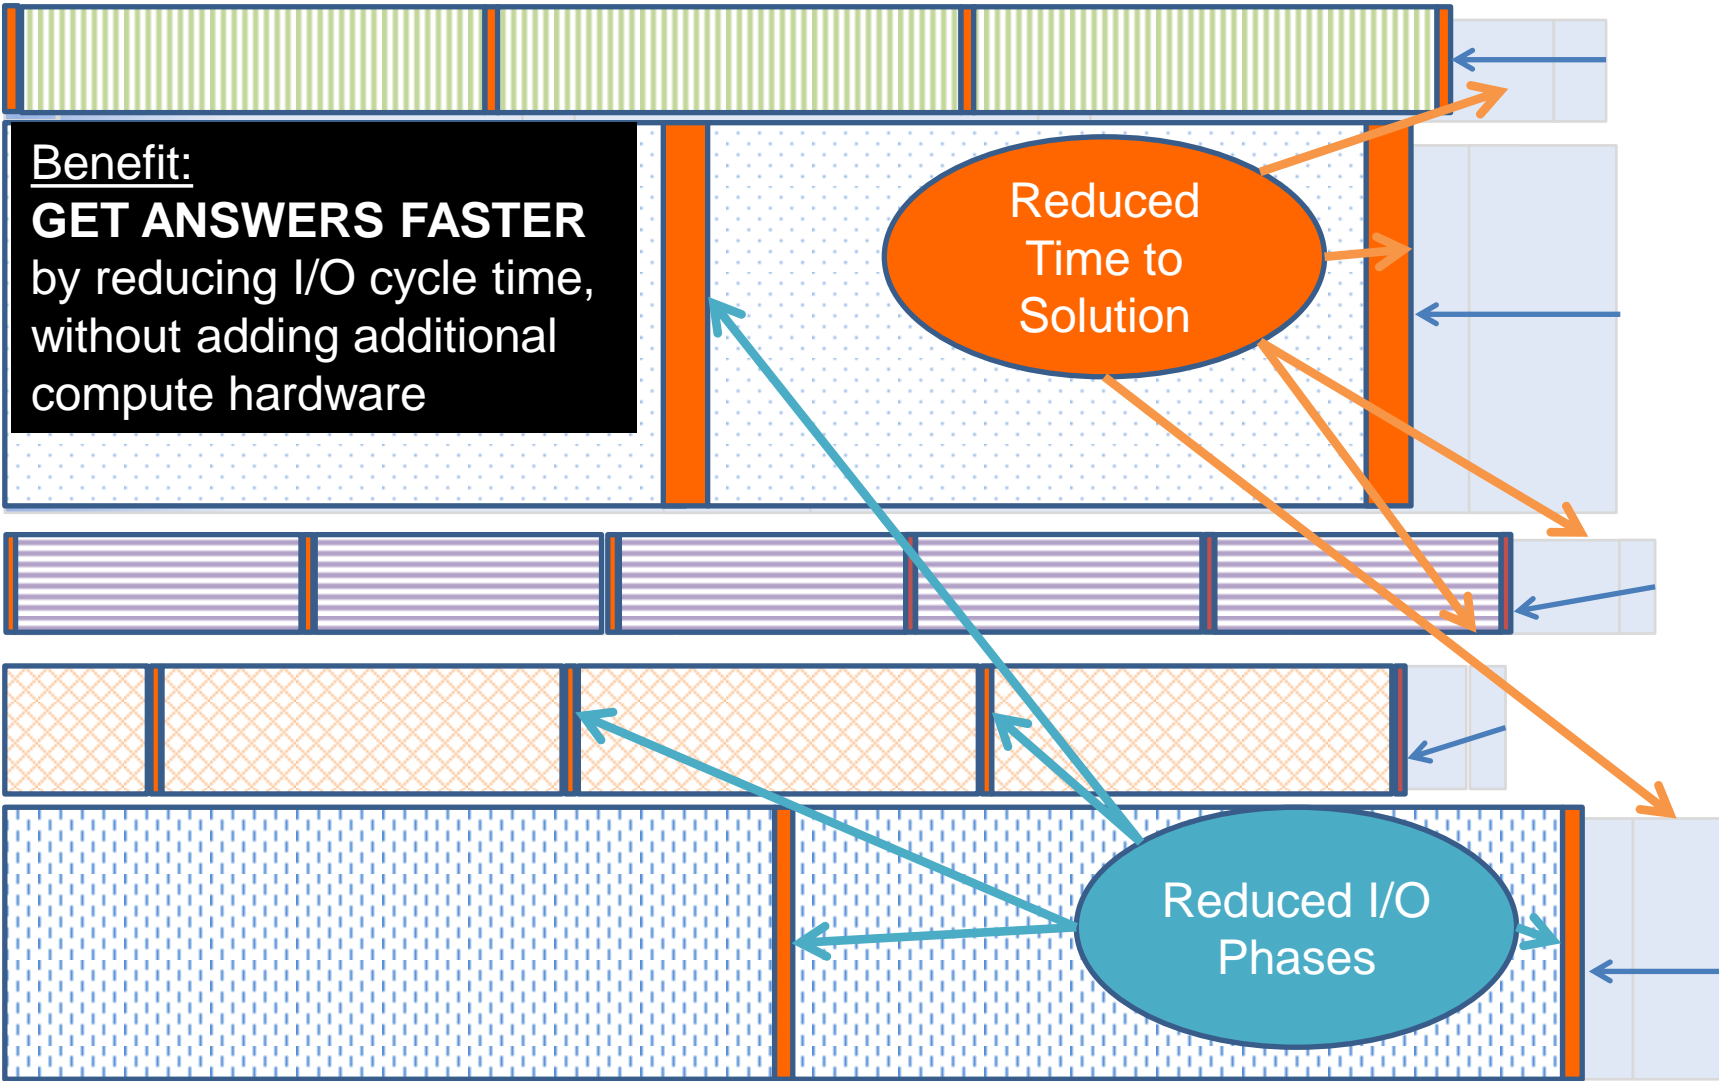 Benefit:
GET ANSWERS FASTER
by reducing I/O cycle time,
without adding additional
compute hardware
Reduced
Time to
Solution
Reduced I/O
Phases